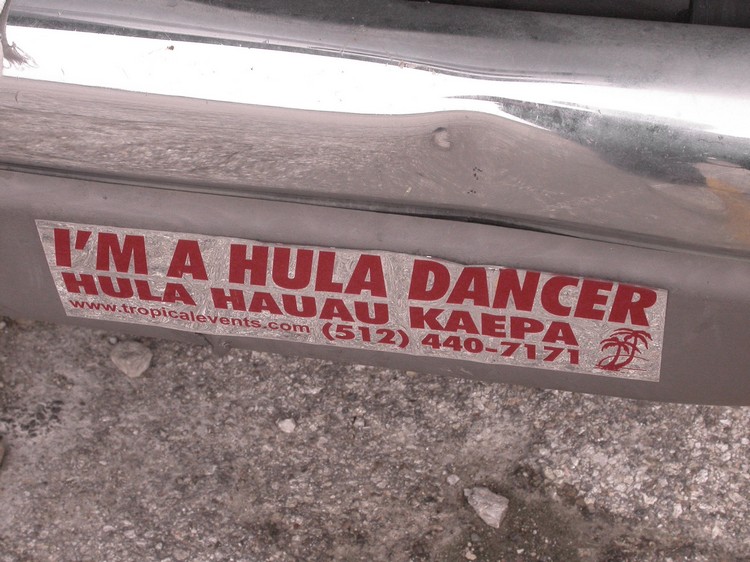 I'M A HULA DANCER
HULA HAUAU KAEPA
www.tropicalevents.com (512) 440-7171